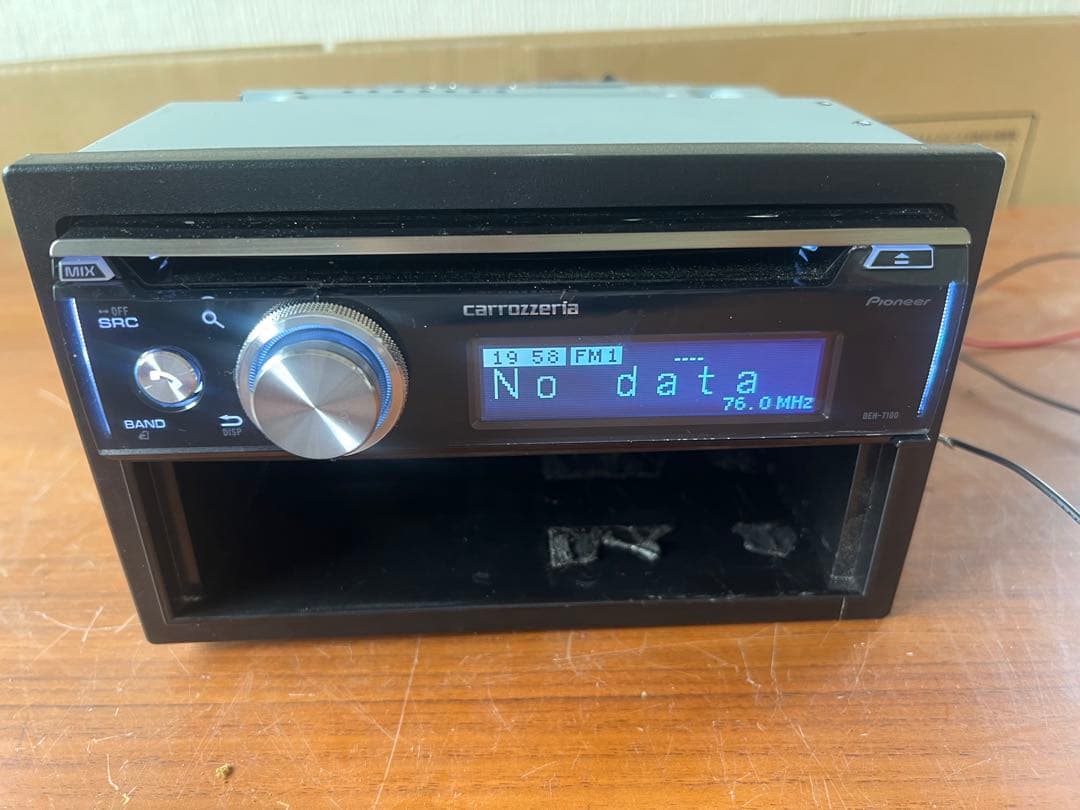 MIX
OFF
SRC
BAND
DISP
carrozzeria
Pioneer
19 58 FM1 ----
No data
76.0 MHz
DEH-7100